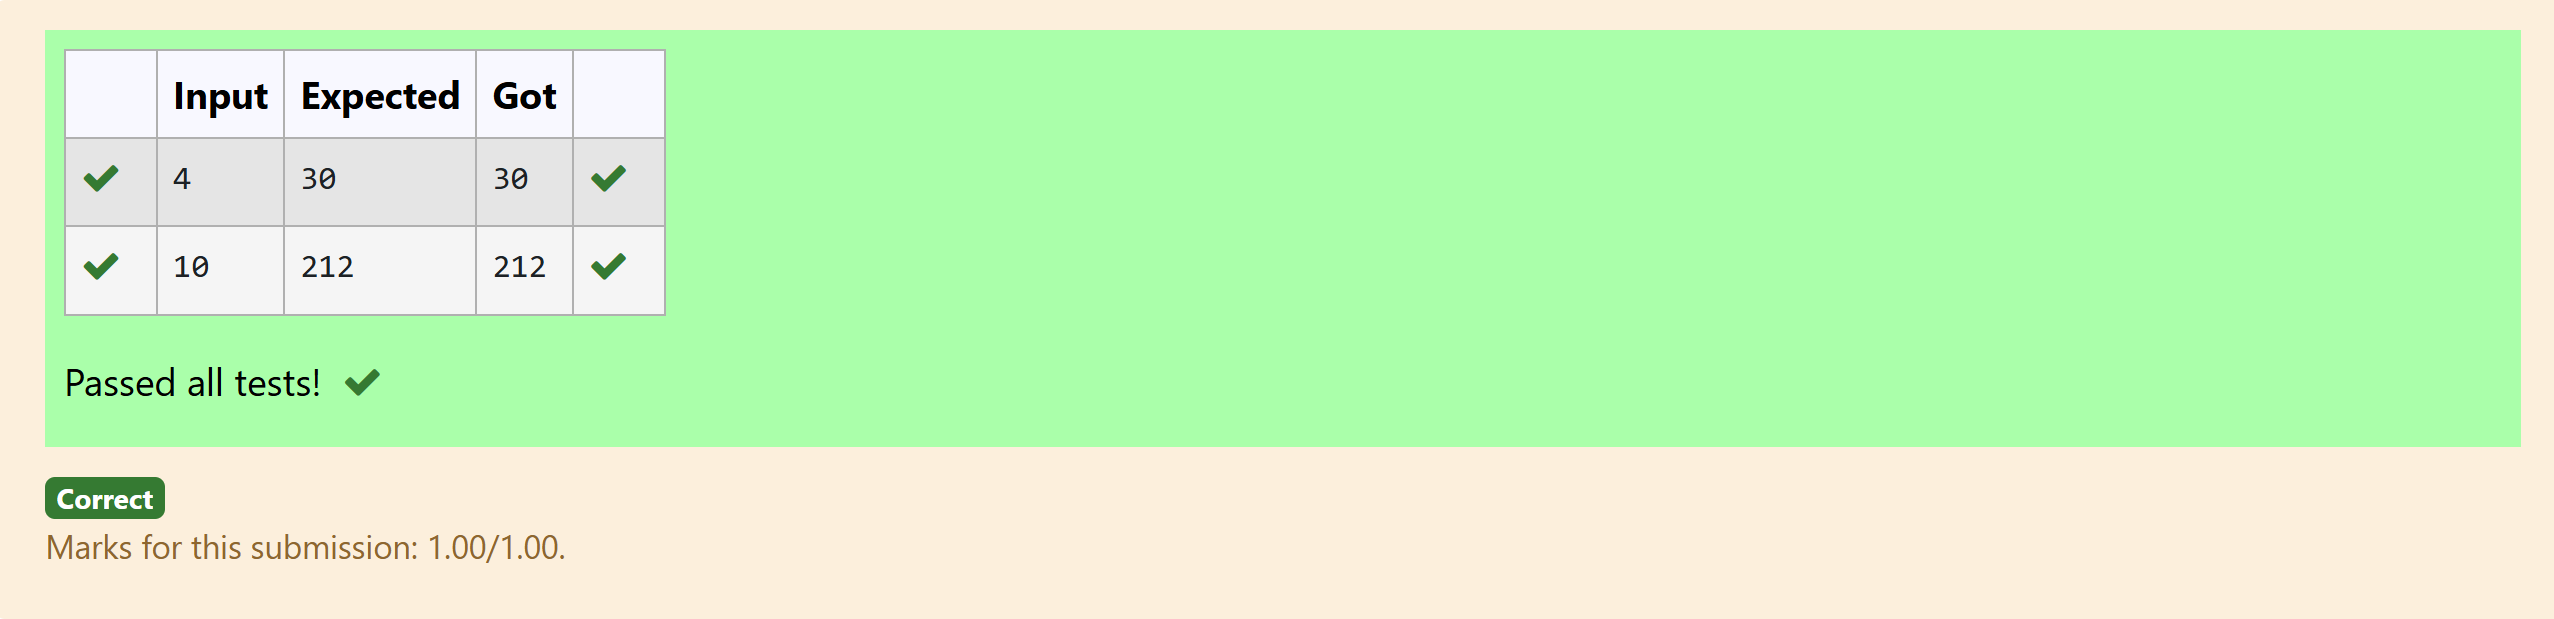 Input Expected Got
4 30 30
10 212 212
Passed all tests!
Correct
Marks for this submission: 1.00/1.00.